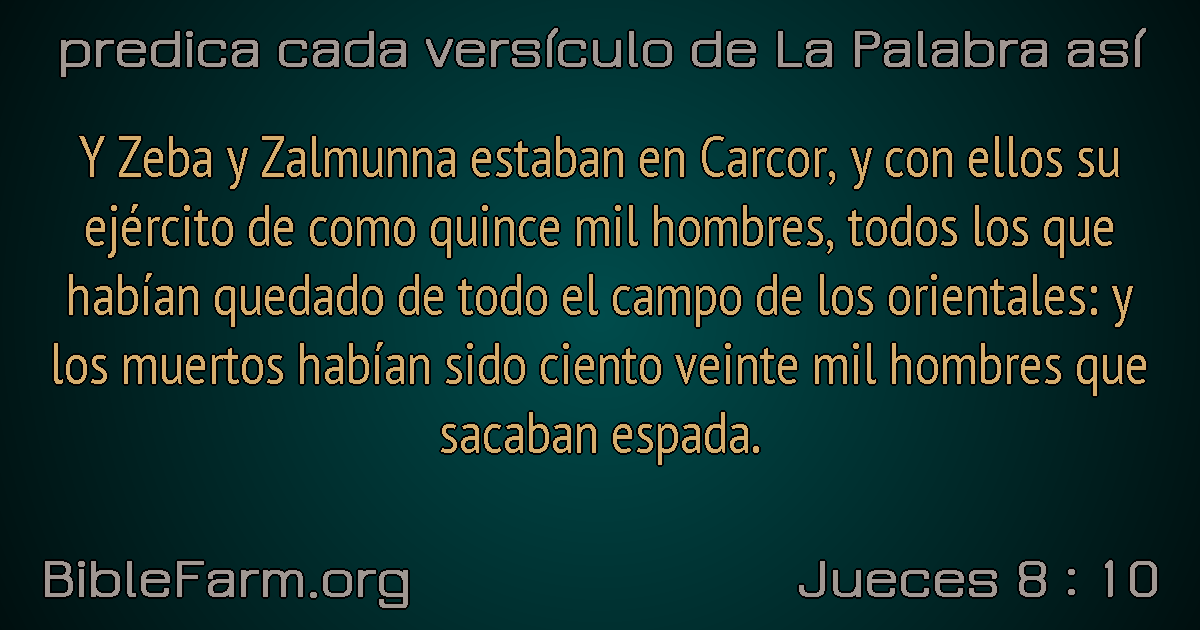 predica cada versículo de La Palabra así
Y Zeba y Zalmunna estaban en Carcor, y con ellos su
ejército de como quince mil hombres, todos los que
habían quedado de todo el campo de los orientales: y
los muertos habían sido ciento veinte mil hombres que
sacaban espada.
BibleFarm.org
Jueces 8 : 10